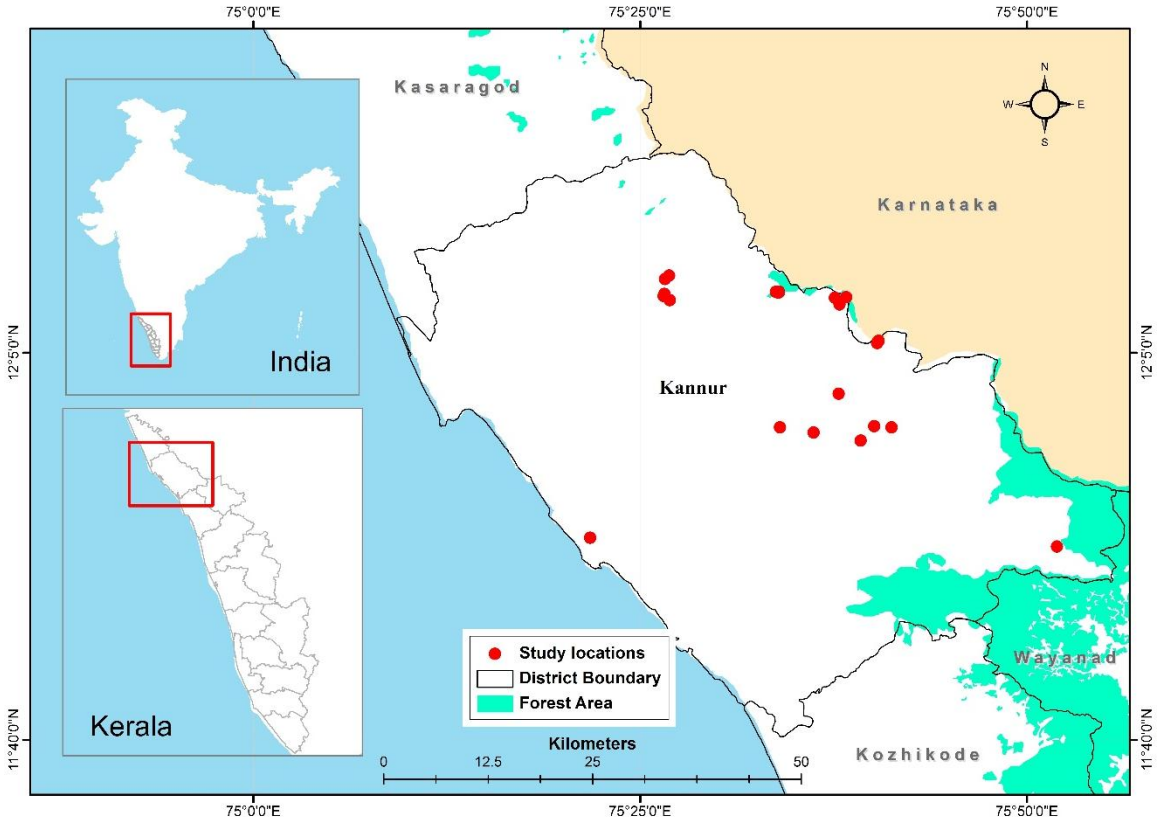 75°0'0"E 75°25'0"E 75°50'0"E
Kasaragod
N
W E
S
Karnataka
12°5'0"N 12°5'0"N
India
Kannur
Study locations
District Boundary
Forest Area
Wayanad
Kerala
Kilometers
Kozhikode
11°40'0"N 11°40'0"N
0 12.5 25 50
75°0'0"E 75°25'0"E 75°50'0"E